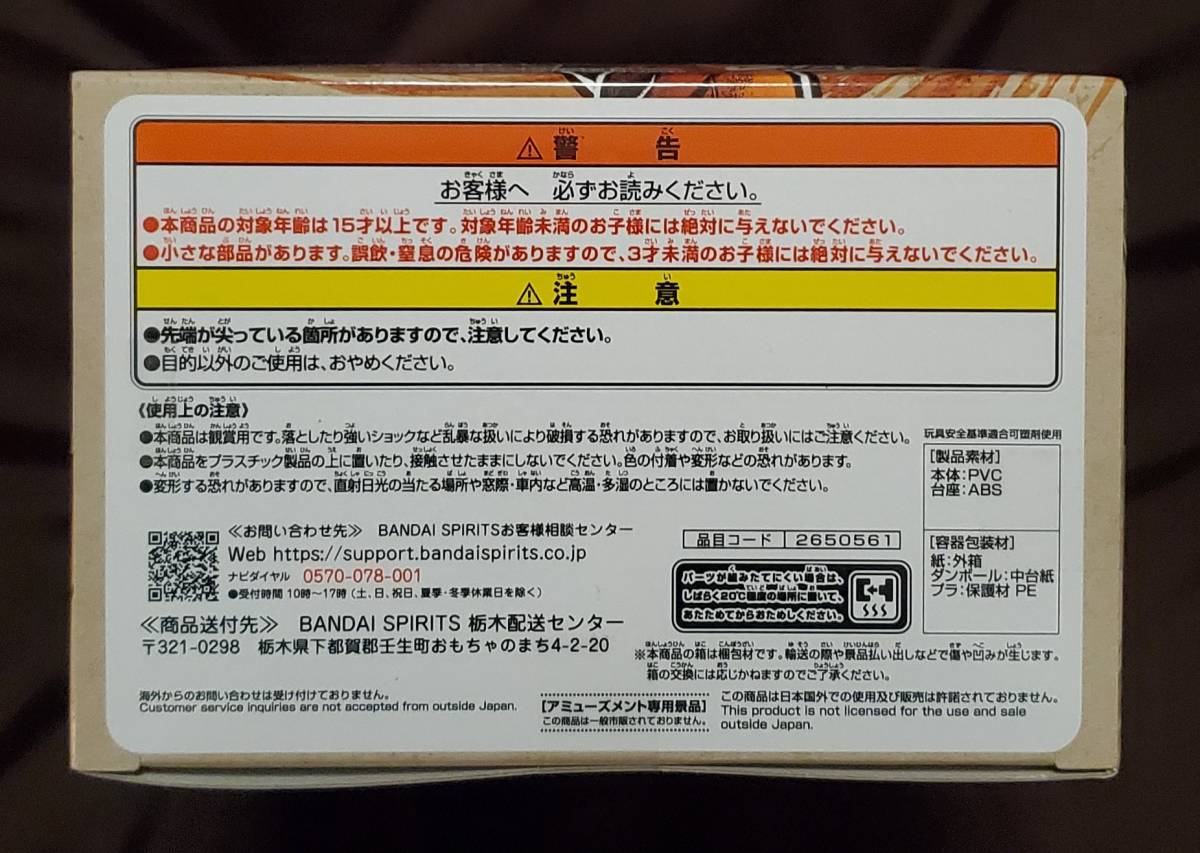 ⚠警告
お客様へ 必ずお読みください。
●本商品の対象年齢は15才以上です。対象年齢未満のお子様には絶対に与えないでください。
●小さな部品があります。誤飲・窒息の危険がありますので、3才未満のお子様には絶対に与えないでください。
⚠注意
●先端が尖っている箇所がありますので、注意してください。
●目的以外のご使用は、おやめください。
《使用上の注意》
●本商品は観賞用です。落としたり強いショックなど乱暴な扱いにより破損する恐れがありますので、お取り扱いにはご注意ください。
●本商品をプラスチック製品の上に置いたり、接触させたままにしないでください。色の付着や変形などの恐れがあります。
●変形する恐れがありますので、直射日光の当たる場所や窓際・車内など高温・多湿のところには置かないでください。
玩具安全基準適合可塑剤使用
[製品素材]
本体:PVC
台座:ABS
[容器包装材]
紙:外箱
ダンボール:中台紙
プラ:保護材 PE
≪お問い合わせ先≫ BANDAI SPIRITSお客様相談センター
Web https://support.bandaispirits.co.jp
ナビダイヤル 0570-078-001
●受付時間 10時~17時(土、日、祝日、夏季・冬季休業日を除く)
品目コード 2650561
パーツが組みたてにくい場合は、
しばらく20℃程度の場所に置いて、
あたためてからおためしください。
≪商品送付先≫ BANDAI SPIRITS 栃木配送センター
〒321-0298 栃木県下都賀郡壬生町おもちゃのまち4-2-20
※本商品の箱は梱包材です。輸送の際や景品払い出しなどで傷や凹みが生じます。
箱の交換には応じかねますのでご了承ください。
海外からのお問い合わせは受け付けておりません。
Customer service inquiries are not accepted from outside Japan.
[アミューズメント専用景品]
この商品は一般市販されておりません。
この商品は日本国外での使用及び販売は許諾されておりません。
This product is not licensed for the use and sale
outside Japan.